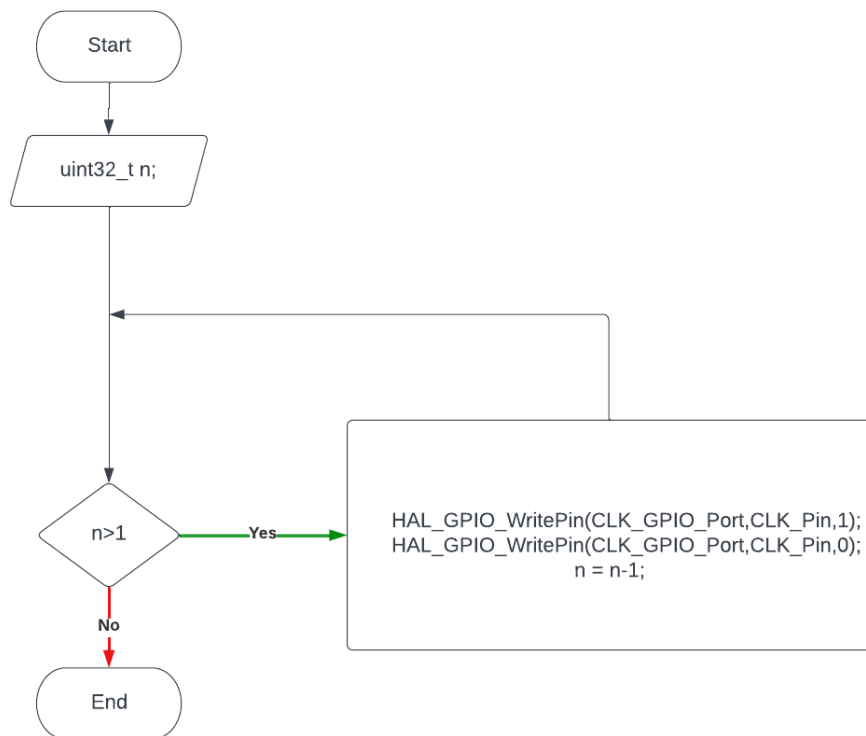 Start
uint32_t n;
n>1
Yes
HAL_GPIO_WritePin(CLK_GPIO_Port,CLK_Pin,1);
HAL_GPIO_WritePin(CLK_GPIO_Port,CLK_Pin,0);
n = n-1;
No
End